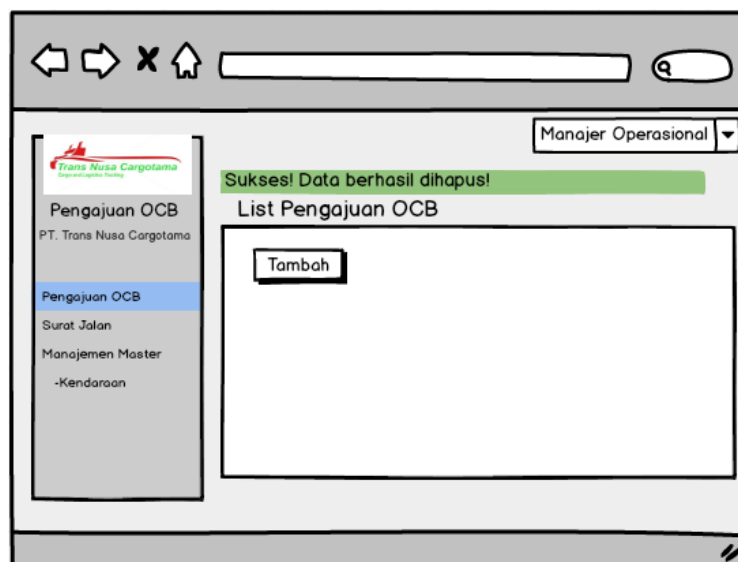 Manajer Operasional
Trans Nusa Cargotama
Sukses! Data berhasil dihapus!
Pengajuan OCB
List Pengajuan OCB
PT. Trans Nusa Cargotama
Tambah
Pengajuan OCB
Surat Jalan
Manajemen Master
-Kendaraan